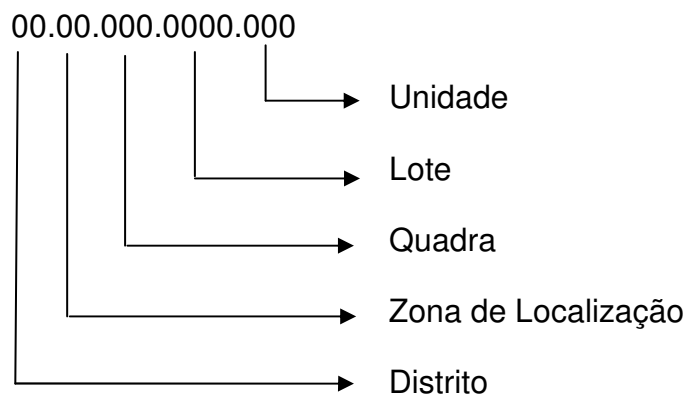 00.00.000.0000.000
Unidade
Lote
Quadra
Zona de Localização
Distrito